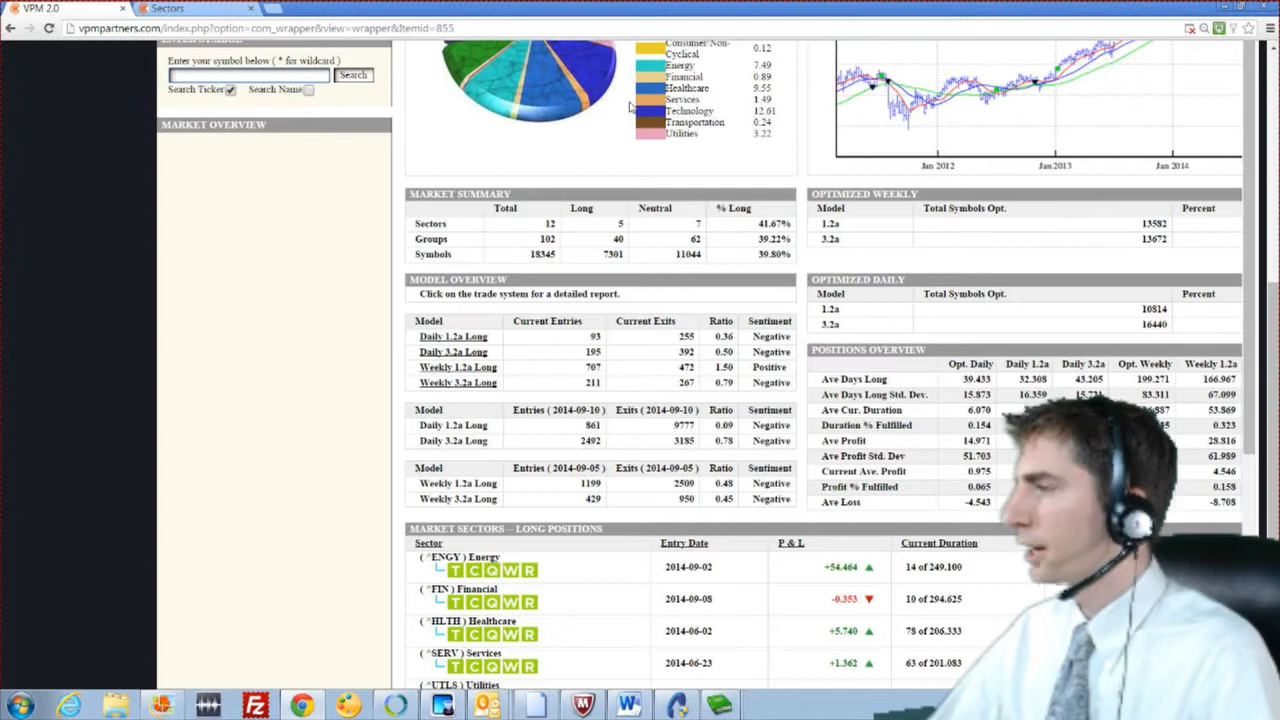 VPM 2.0 × Sectors ×
vpmpartners.com/index.php?option=com_wrapper&view=wrapper&Itemid=855
Enter your symbol below ( * for wildcard )
Search
Search Ticker Search Name
MARKET OVERVIEW
Consumer/Non-Cyclical 0.12
Energy 7.49
Financial 0.89
Healthcare 9.55
Services 1.49
Technology 12.61
Transportation 0.24
Utilities 3.22
Jan 2012 Jan 2013 Jan 2014
MARKET SUMMARY
Total Long Neutral % Long
Sectors 12 5 7 41.67%
Groups 102 40 62 39.22%
Symbols 18345 7301 11044 39.80%
OPTIMIZED WEEKLY
Model Total Symbols Opt. Percent
1.2a 13582
3.2a 13672
MODEL OVERVIEW
Click on the trade system for a detailed report.
Model Current Entries Current Exits Ratio Sentiment
Daily 1.2a Long 93 255 0.36 Negative
Daily 3.2a Long 195 392 0.50 Negative
Weekly 1.2a Long 707 472 1.50 Positive
Weekly 3.2a Long 211 267 0.79 Negative
Model Entries ( 2014-09-10 ) Exits ( 2014-09-10 ) Ratio Sentiment
Daily 1.2a Long 861 9777 0.09 Negative
Daily 3.2a Long 2492 3185 0.78 Negative
Model Entries ( 2014-09-05 ) Exits ( 2014-09-05 ) Ratio Sentiment
Weekly 1.2a Long 1199 2509 0.48 Negative
Weekly 3.2a Long 429 950 0.45 Negative
OPTIMIZED DAILY
Model Total Symbols Opt. Percent
1.2a 10814
3.2a 16440
POSITIONS OVERVIEW
Opt. Daily Daily 1.2a Daily 3.2a Opt. Weekly Weekly 1.2a
Ave Days Long 39.433 32.308 43.205 199.271 166.967
Ave Days Long Std. Dev. 15.873 16.359 83.311 67.099
Ave Cur. Duration 6.070 53.869
Duration % Fulfilled 0.154 0.323
Ave Profit 14.971 28.816
Ave Profit Std. Dev 51.703 61.989
Current Ave. Profit 0.975 4.546
Profit % Fulfilled 0.065 0.158
Ave Loss -4.543 -8.708
MARKET SECTORS -- LONG POSITIONS
Sector Entry Date P & L Current Duration
( ^ENGY ) Energy
T C Q W R 2014-09-02 +54.464 14 of 249.100
( ^FIN ) Financial
T C Q W R 2014-09-08 -0.353 10 of 294.625
( ^HLTH ) Healthcare
T C Q W R 2014-06-02 +5.740 78 of 206.333
( ^SERV ) Services
T C Q W R 2014-06-23 +1.362 63 of 201.083
( ^UTLS ) Utilities